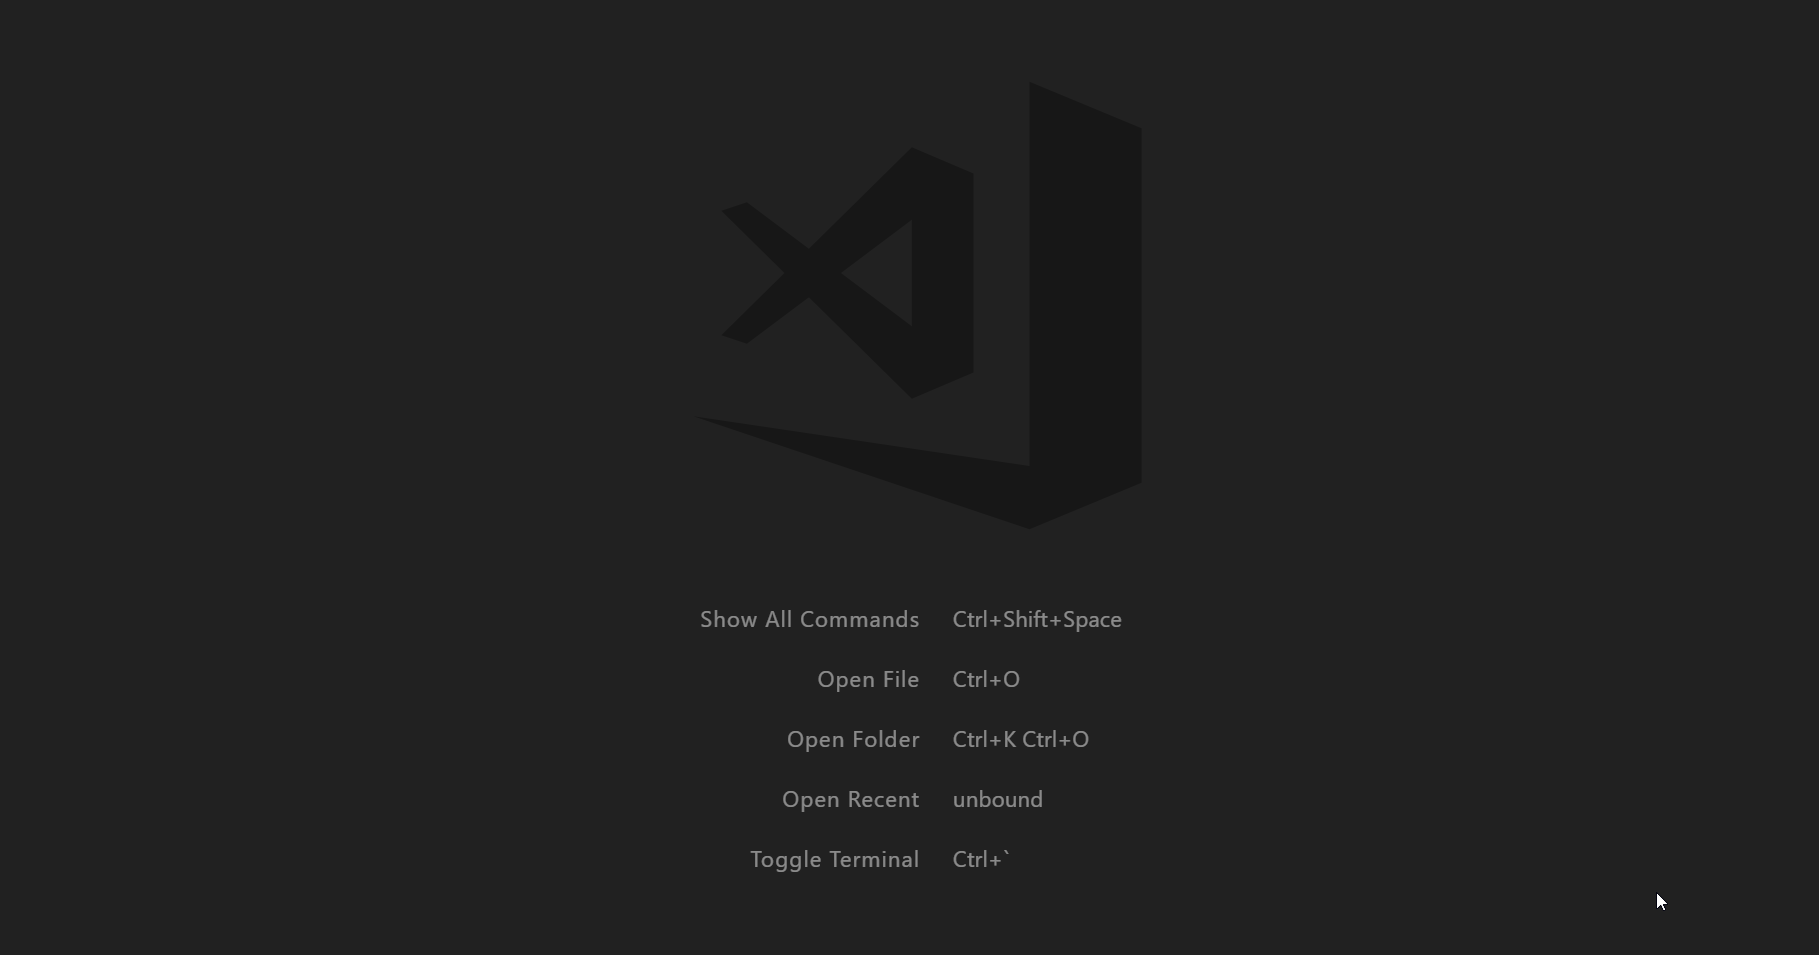 Show All Commands Ctrl+Shift+Space
Open File Ctrl+O
Open Folder Ctrl+K Ctrl+O
Open Recent unbound
Toggle Terminal Ctrl+`